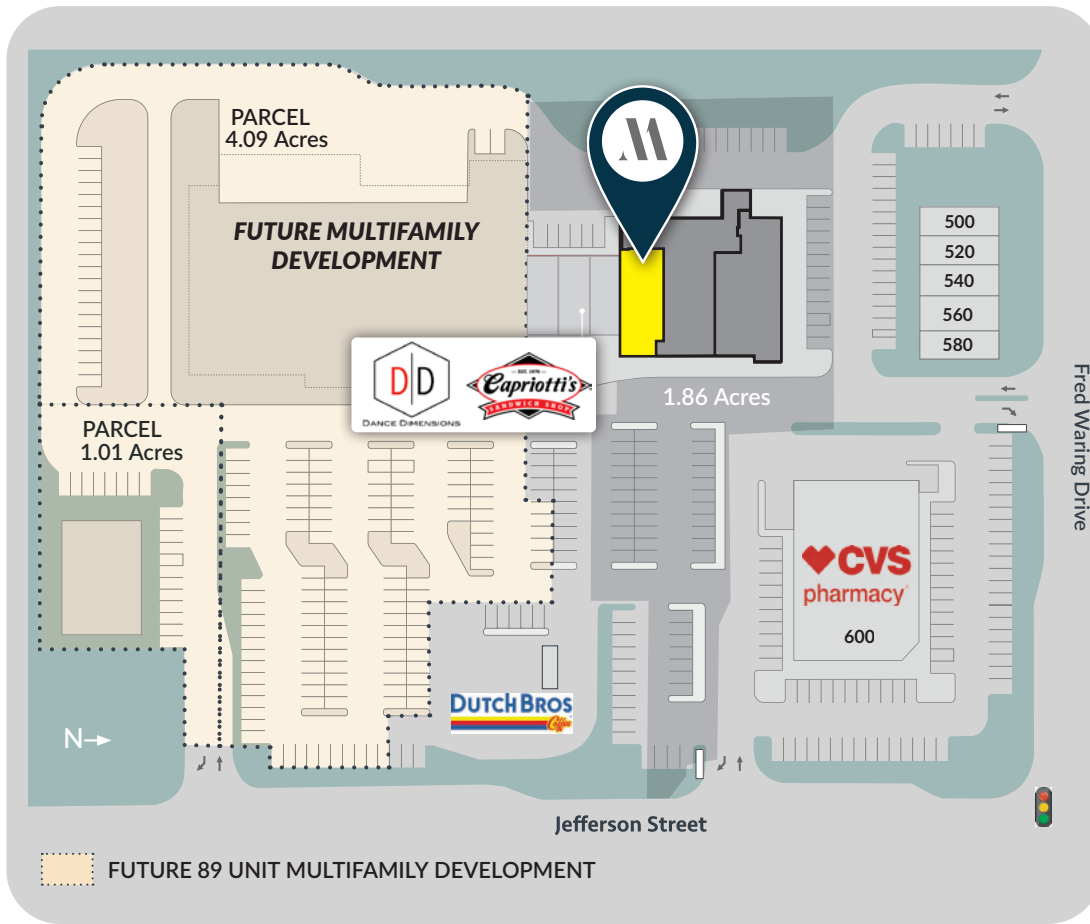 PARCEL
4.09 Acres
M
FUTURE MULTIFAMILY
DEVELOPMENT
500
520
540
560
580
D|D
DANCE DIMENSIONS
EST. 1976
Capriotti's
SANDWICH SHOP
1.86 Acres
Fred Waring Drive
PARCEL
1.01 Acres
CVS
pharmacy
600
DUTCH BROS
Coffee
N
Jefferson Street
FUTURE 89 UNIT MULTIFAMILY DEVELOPMENT